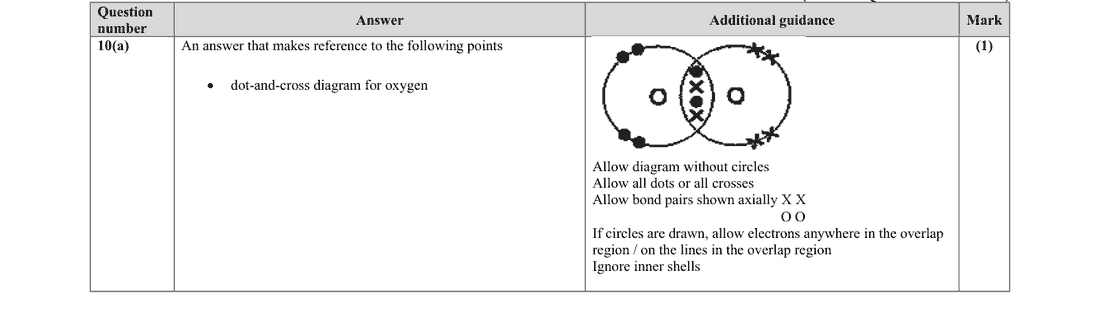 Question number
Answer
Additional guidance
Mark
10(a)
An answer that makes reference to the following points
• dot-and-cross diagram for oxygen
(1)
O O
Allow diagram without circles
Allow all dots or all crosses
Allow bond pairs shown axially X X
O O
If circles are drawn, allow electrons anywhere in the overlap
region / on the lines in the overlap region
Ignore inner shells